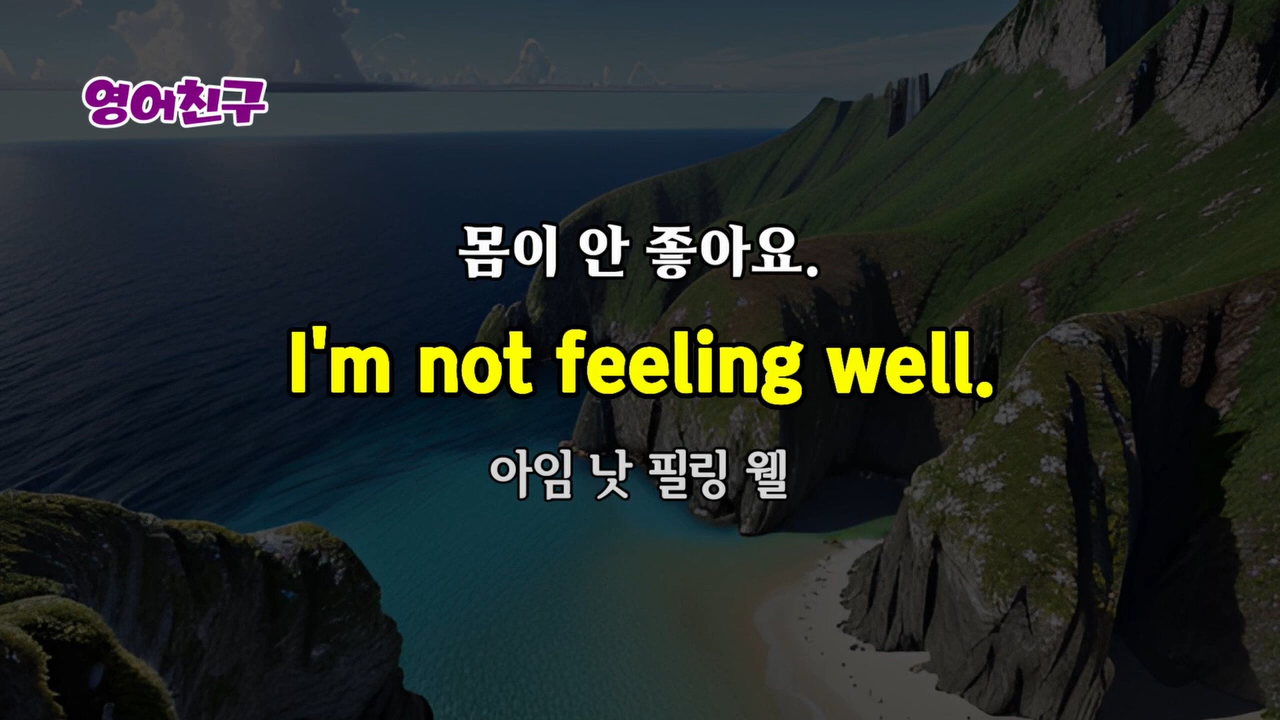 영어친구
몸이 안 좋아요.
I'm not feeling well.
아임 낫 필링 웰